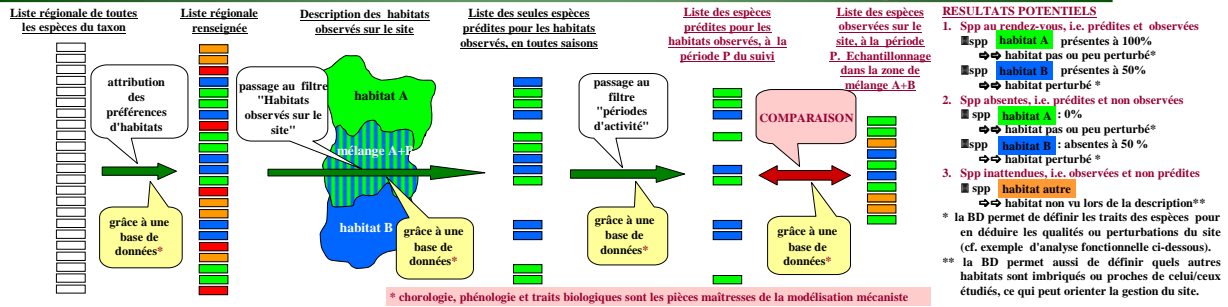 Liste régionale de toutes
les espèces du taxon
Liste régionale
renseignée
Description des habitats
observés sur le site
Liste des seules espèces
prédites pour les habitats
observés, en toutes saisons
Liste des espèces
prédites pour les
habitats observés, à la
période P du suivi
Liste des espèces
observées sur le
site, à la période
P. Echantillonnage
dans la zone de
mélange A+B
attribution
des
préférences
d'habitats
grâce à une
base de
données*
passage au filtre
"Habitats
observés sur le
site"
habitat A
mélange A+B
habitat B
grâce à une
base de
données*
passage au
filtre
"périodes
d'activité"
grâce à une
base de
données*
COMPARAISON
grâce à une
base de
données*
* chorologie, phénologie et traits biologiques sont les pièces maîtresses de la modélisation mécaniste
RESULTATS POTENTIELS
1. Spp au rendez-vous, i.e. prédites et observées
spp habitat A présentes à 100%
➪➪ habitat pas ou peu perturbé*
spp habitat B présentes à 50%
➪➪ habitat perturbé *
2. Spp absentes, i.e. prédites et non observées
spp habitat A : 0%
➪➪ habitat pas ou peu perturbé*
spp habitat B : absentes à 50 %
➪➪ habitat perturbé *
3. Spp inattendues, i.e. observées et non prédites
spp habitat autre
➪➪ habitat non vu lors de la description**
* la BD permet de définir les traits des espèces pour
en déduire les qualités ou perturbations du site
(cf. exemple d'analyse fonctionnelle ci-dessous).
** la BD permet aussi de définir quels autres
habitats sont imbriqués ou proches de celui/ceux
étudiés, ce qui peut orienter la gestion du site.